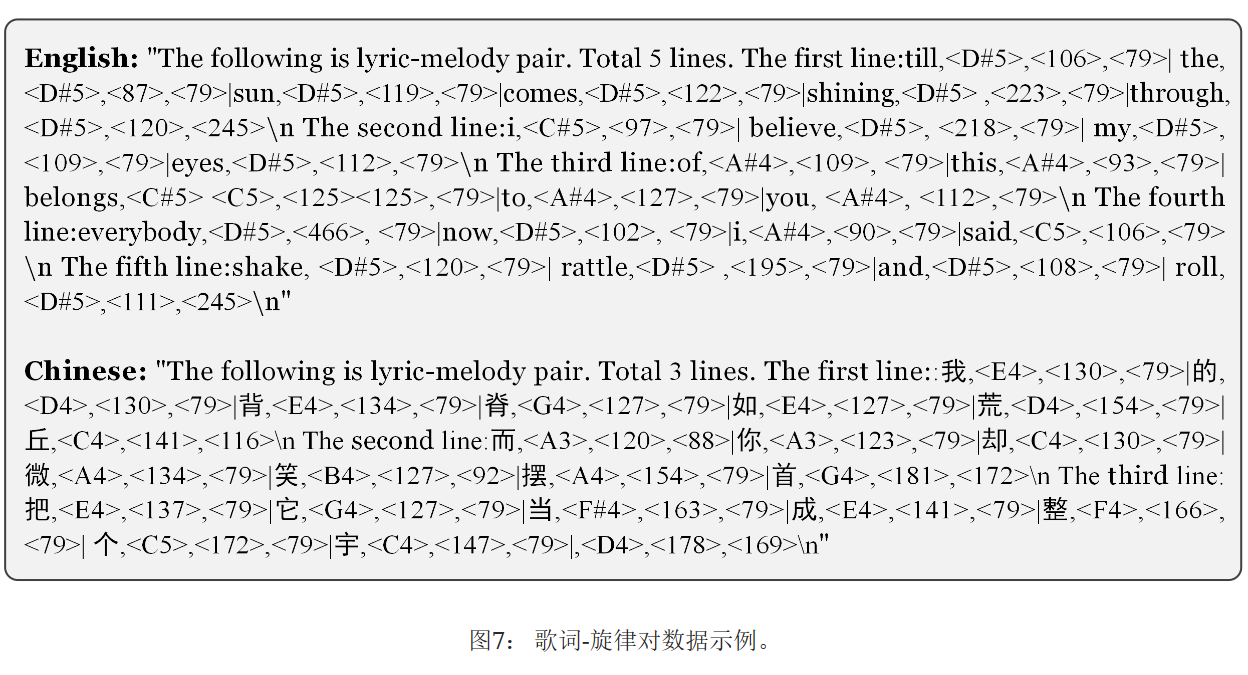 English: "The following is lyric-melody pair. Total 5 lines. The first line:till,<D#5>,<106>,<79>| the,
<D#5>,<87>,<79>|sun,<D#5>,<119>,<79>|comes,<D#5>,<122>,<79>|shining,<D#5> ,<223>,<79>|through,
<D#5>,<120>,<245>\n The second line:i,<C#5>,<97>,<79>| believe,<D#5>, <218>,<79>| my,<D#5>,
<109>,<79>|eyes,<D#5>,<112>,<79>\n The third line:of,<A#4>,<109>, <79>|this,<A#4>,<93>,<79>|
belongs,<C#5> <C5>,<125><125>,<79>|to,<A#4>,<127>,<79>|you, <A#4>, <112>,<79>\n The fourth
line:everybody,<D#5>,<466>, <79>|now,<D#5>,<102>, <79>|i,<A#4>,<90>,<79>|said,<C5>,<106>,<79>
\n The fifth line:shake, <D#5>,<120>,<79>| rattle,<D#5> ,<195>,<79>|and,<D#5>,<108>,<79>| roll,
<D#5>,<111>,<245>\n"
Chinese: "The following is lyric-melody pair. Total 3 lines. The first line::我,<E4>,<130>,<79>|的,
<D4>,<130>,<79>|背,<E4>,<134>,<79>|脊,<G4>,<127>,<79>|如,<E4>,<127>,<79>|荒,<D4>,<154>,<79>|
丘,<C4>,<141>,<116>\n The second line:而,<A3>,<120>,<88>|你,<A3>,<123>,<79>|却,<C4>,<130>,<79>|
微,<A4>,<134>,<79>|笑,<B4>,<127>,<92>|摆,<A4>,<154>,<79>|首,<G4>,<181>,<172>\n The third line:
把,<E4>,<137>,<79>|它,<G4>,<127>,<79>|当,<F#4>,<163>,<79>|成,<E4>,<141>,<79>|整,<F4>,<166>,
<79>| 个,<C5>,<172>,<79>|宇,<C4>,<147>,<79>|,<D4>,<178>,<169>\n"
图7： 歌词-旋律对数据示例。